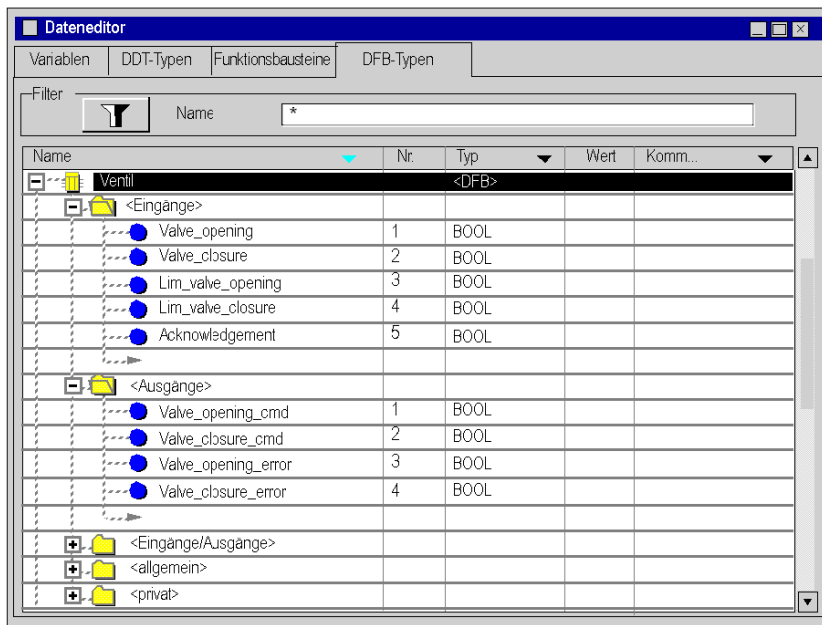 Dateneditor
Variablen DDT-Typen Funktionsbausteine DFB-Typen
Filter
Name *
Name Nr. Typ Wert Komm...
Ventil <DFB>
<Eingänge>
Valve_opening 1 BOOL
Valve_closure 2 BOOL
Lim_valve_opening 3 BOOL
Lim_valve_closure 4 BOOL
Acknowledgement 5 BOOL
<Ausgänge>
Valve_opening_cmd 1 BOOL
Valve_closure_cmd 2 BOOL
Valve_opening_error 3 BOOL
Valve_closure_error 4 BOOL
<Eingänge/Ausgänge>
<allgemein>
<privat>